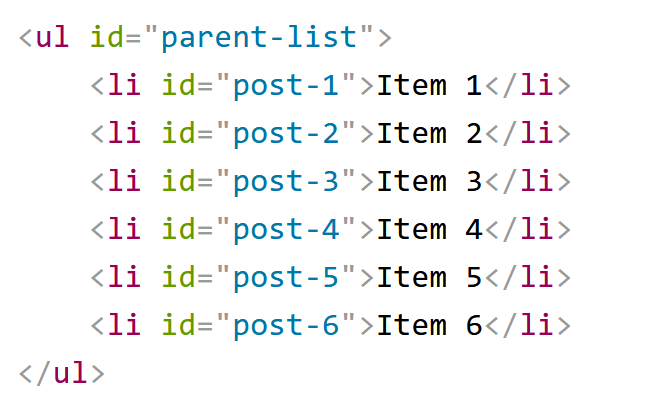 <ul id="parent-list">
    <li id="post-1">Item 1</li>
    <li id="post-2">Item 2</li>
    <li id="post-3">Item 3</li>
    <li id="post-4">Item 4</li>
    <li id="post-5">Item 5</li>
    <li id="post-6">Item 6</li>
</ul>